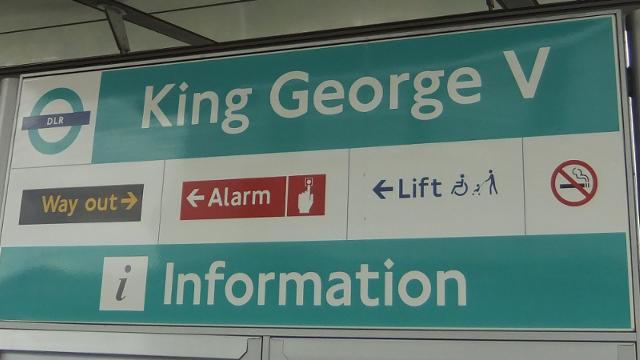 DLR
King George V
Way out→
←Alarm
←Lift
i
Information